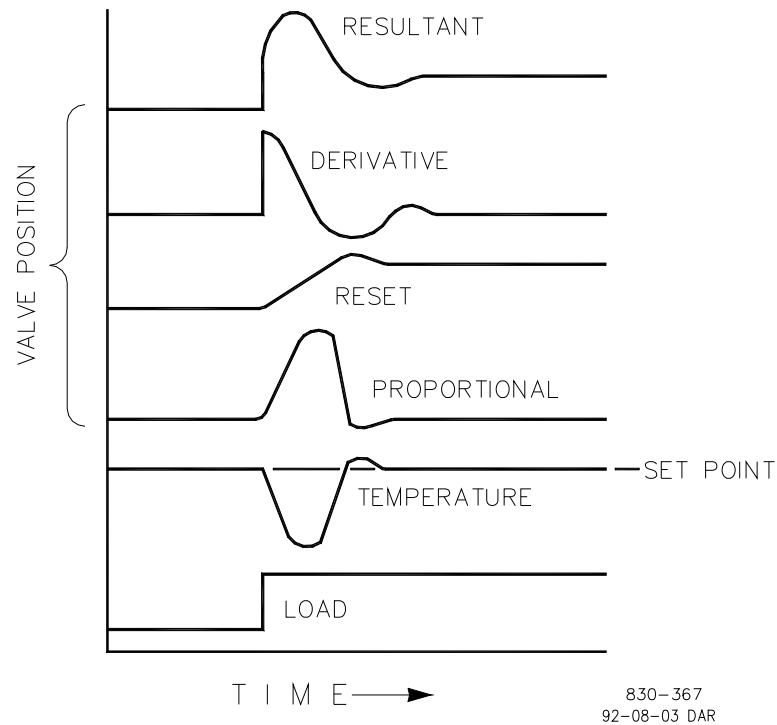 RESULTANT
DERIVATIVE
VALVE POSITION
RESET
PROPORTIONAL
SET POINT
TEMPERATURE
LOAD
TIME
830-367
92-08-03 DAR